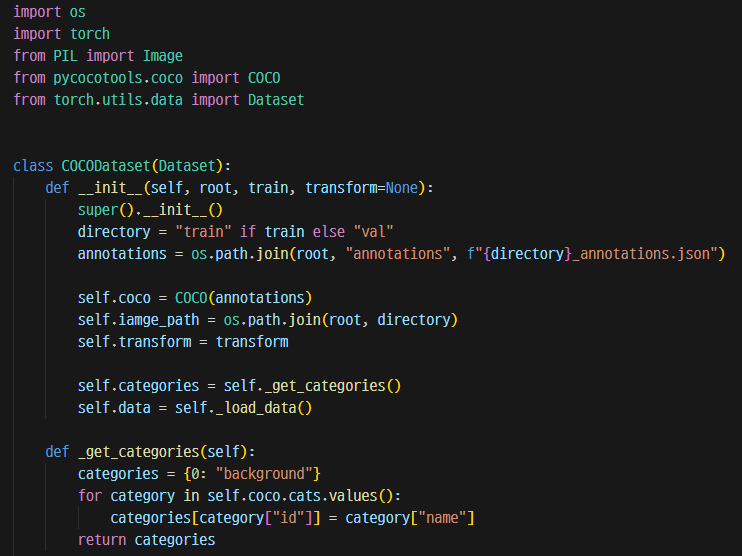 import os
import torch
from PIL import Image
from pycocotools.coco import COCO
from torch.utils.data import Dataset


class COCODataset(Dataset):
    def __init__(self, root, train, transform=None):
        super().__init__()
        directory = "train" if train else "val"
        annotations = os.path.join(root, "annotations", f"{directory}_annotations.json")

        self.coco = COCO(annotations)
        self.iamge_path = os.path.join(root, directory)
        self.transform = transform

        self.categories = self._get_categories()
        self.data = self._load_data()

    def _get_categories(self):
        categories = {0: "background"}
        for category in self.coco.cats.values():
            categories[category["id"]] = category["name"]
        return categories